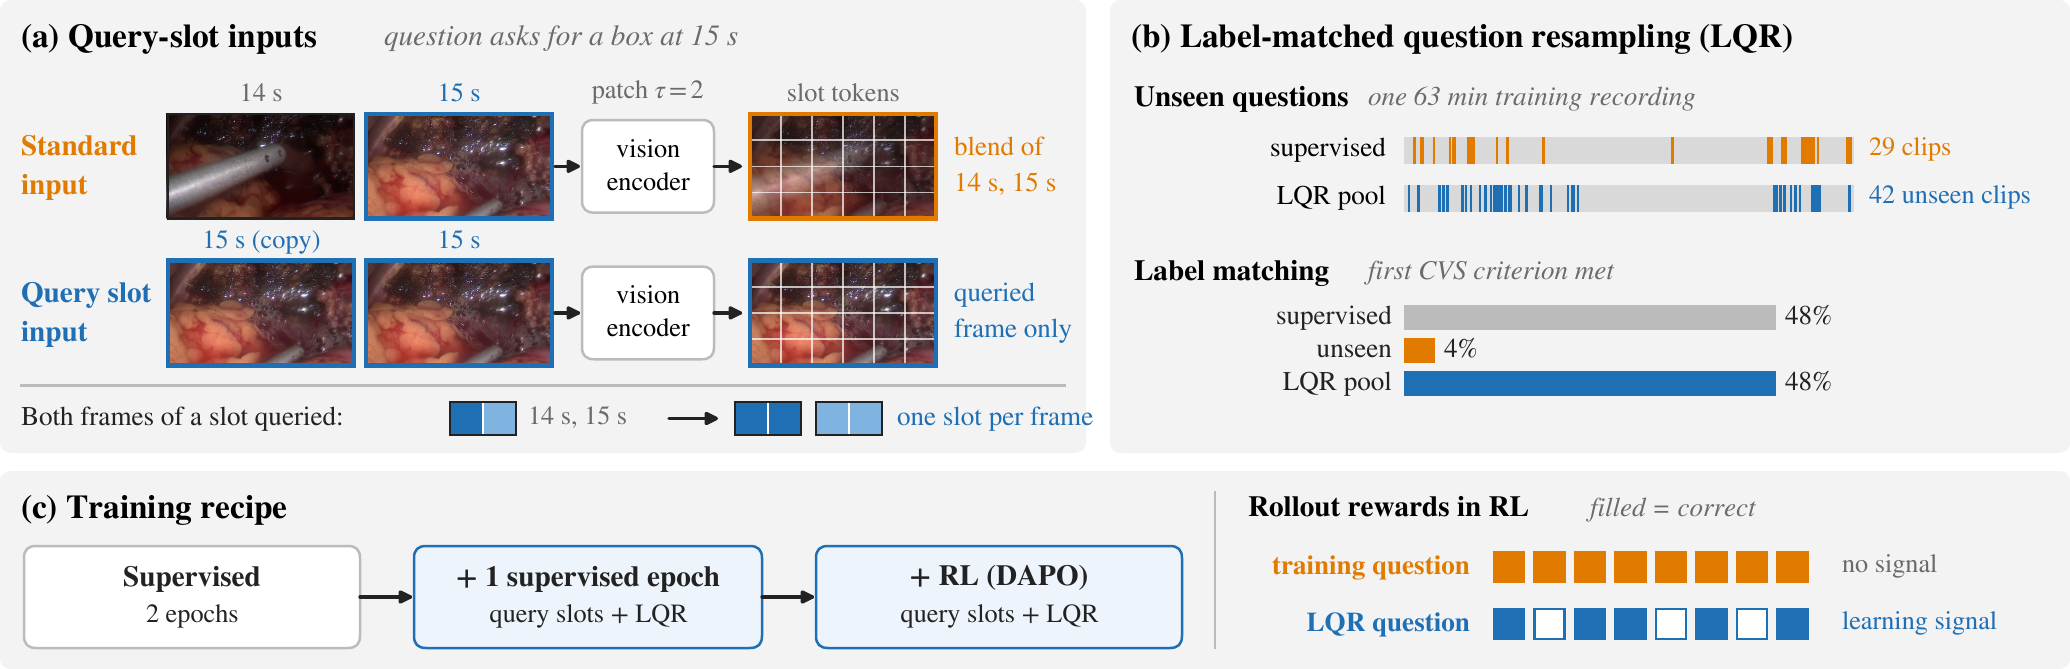 (a) Query-slot inputs question asks for a box at 15 s
14 s 15 s patch τ = 2 slot tokens
Standard input
vision encoder
blend of 14 s, 15 s
15 s (copy) 15 s
Query slot input
vision encoder
queried frame only
Both frames of a slot queried: 14 s, 15 s one slot per frame
(b) Label-matched question resampling (LQR)
Unseen questions one 63 min training recording
supervised 29 clips
LQR pool 42 unseen clips
Label matching first CVS criterion met
supervised 48%
unseen 4%
LQR pool 48%
(c) Training recipe
Supervised
2 epochs
+ 1 supervised epoch
query slots + LQR
+ RL (DAPO)
query slots + LQR
Rollout rewards in RL filled = correct
training question no signal
LQR question learning signal